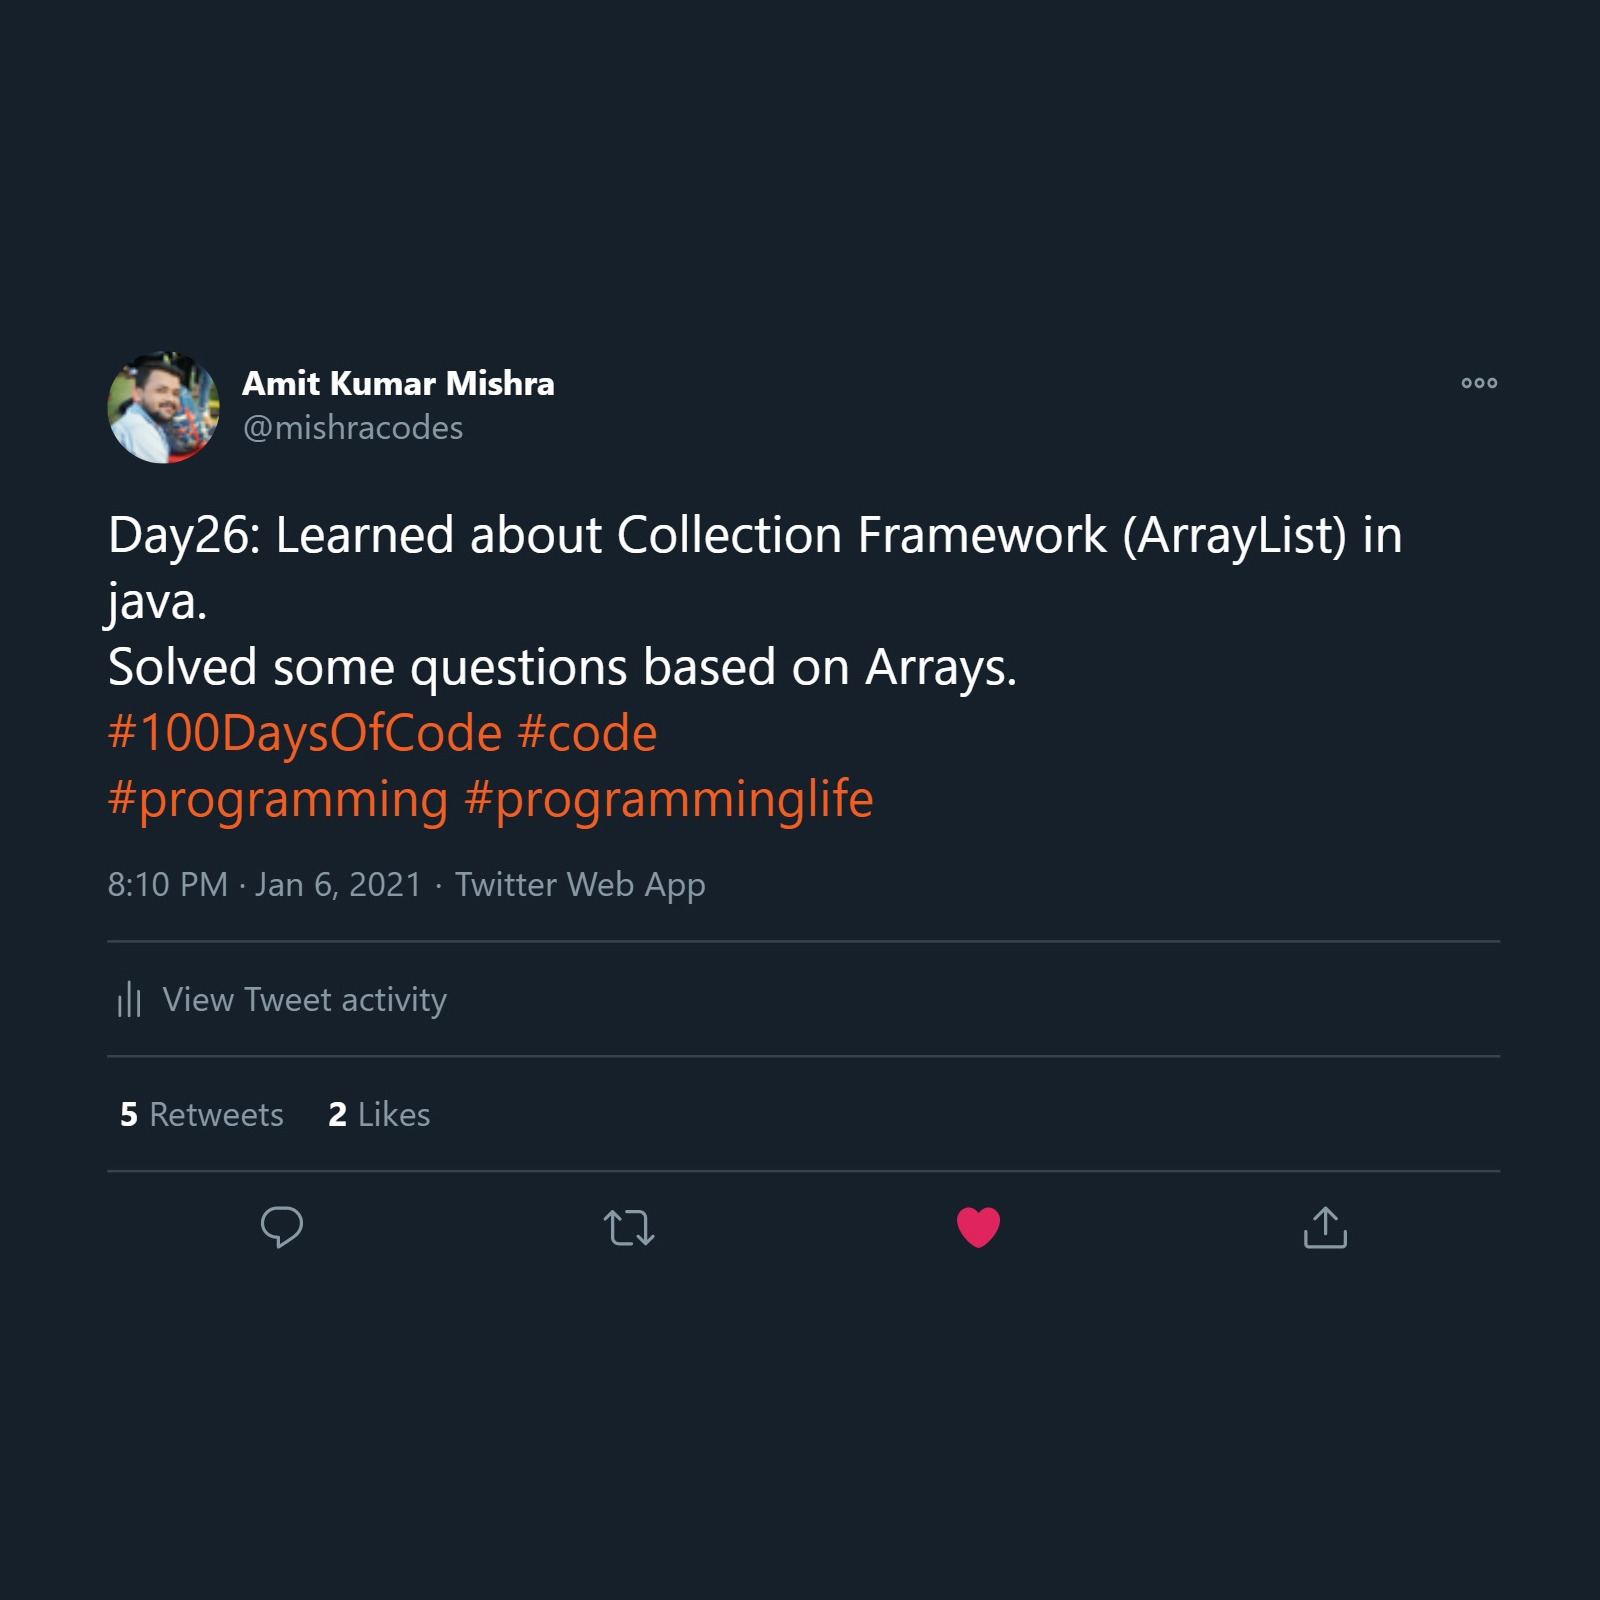 Amit Kumar Mishra
@mishracodes
Day26: Learned about Collection Framework (ArrayList) in
java.
Solved some questions based on Arrays.
#100DaysOfCode #code
#programming #programminglife
8:10 PM · Jan 6, 2021 · Twitter Web App
View Tweet activity
5 Retweets 2 Likes